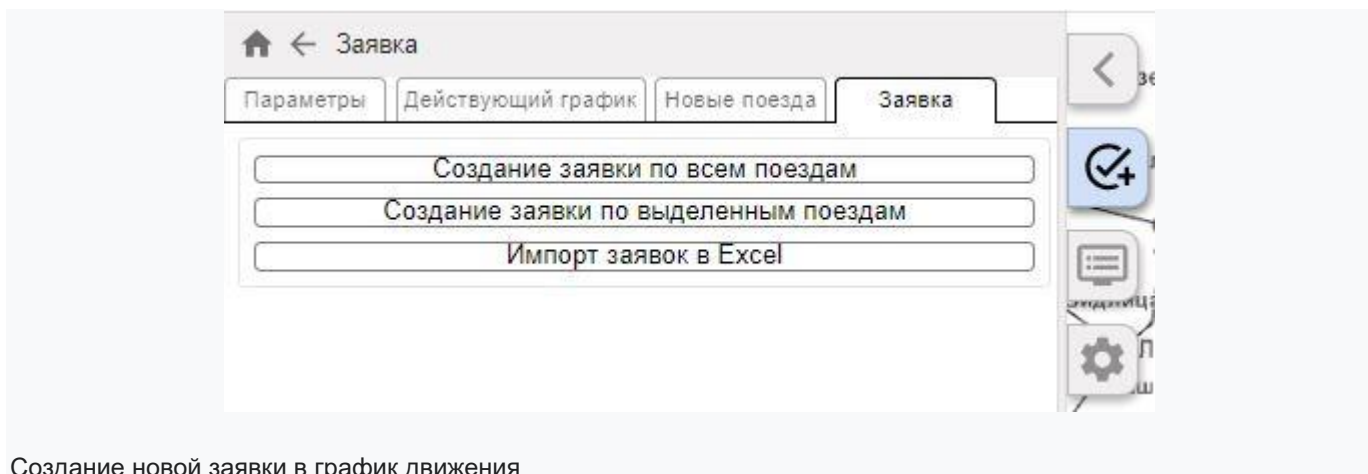 Заявка
Параметры Действующий график Новые поезда Заявка
Создание заявки по всем поездам
Создание заявки по выделенным поездам
Импорт заявок в Excel
Создание новой заявки в график движения